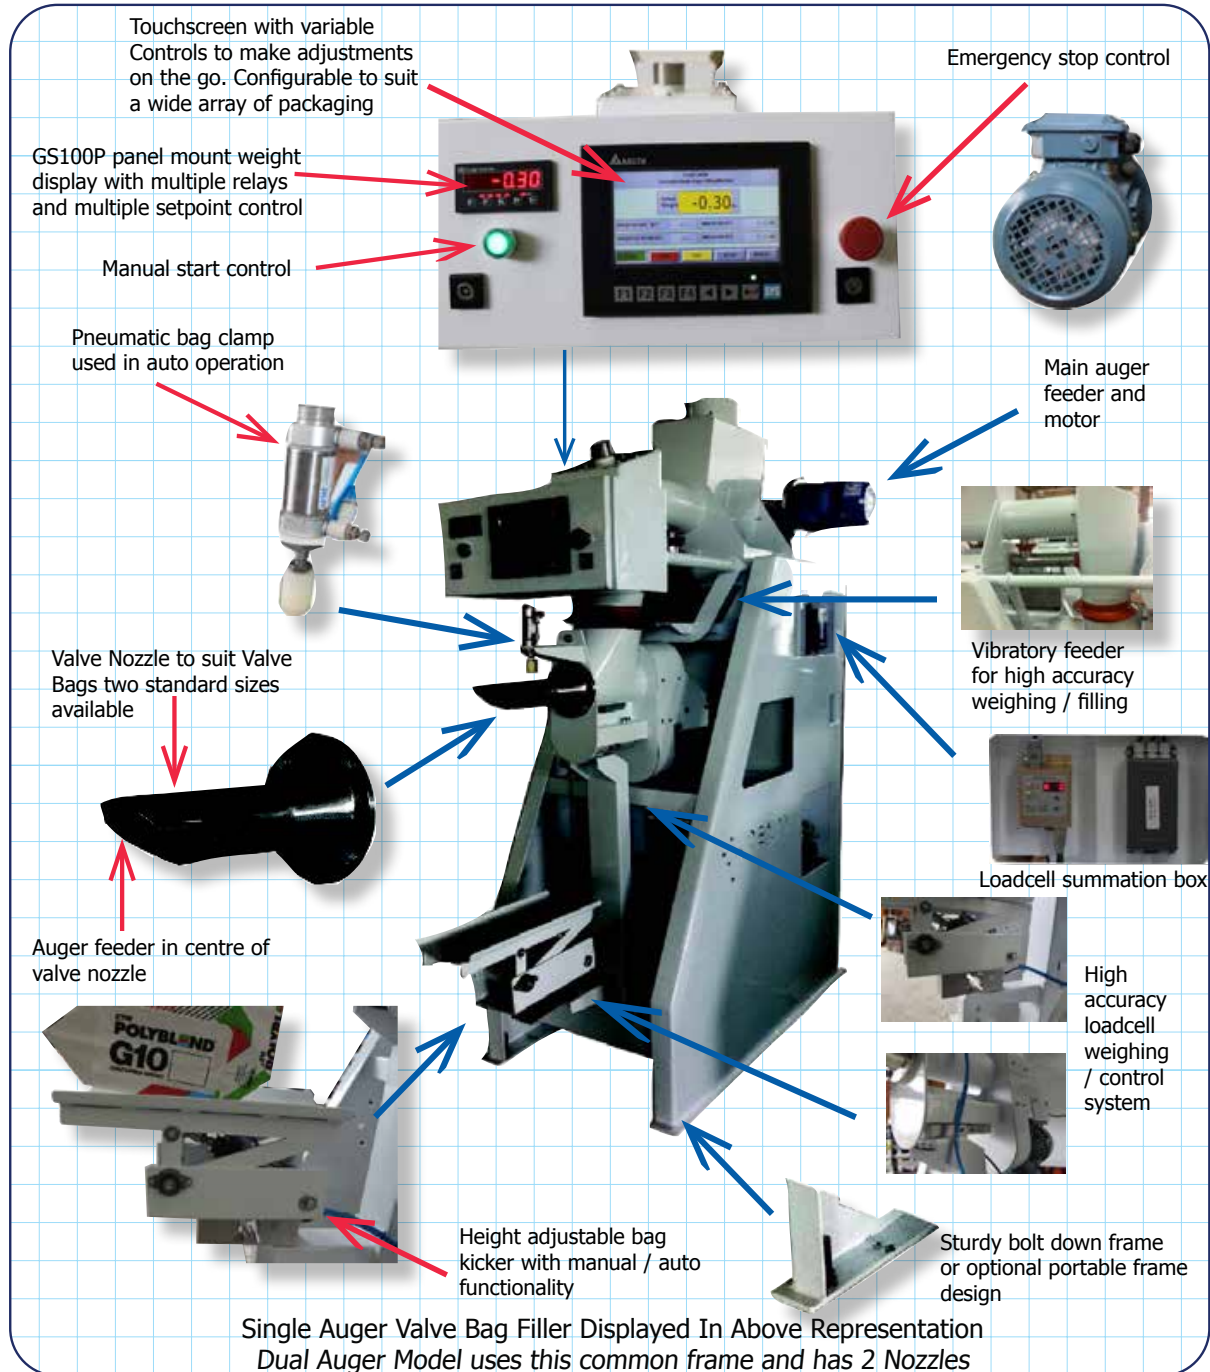 Touchscreen with variable
Controls to make adjustments
on the go. Configurable to suit
a wide array of packaging
Emergency stop control
GS100P panel mount weight
display with multiple relays
and multiple setpoint control
Manual start control
-0.30
-0.30
F1 F2 F3 F4
SYS
Pneumatic bag clamp
used in auto operation
Main auger
feeder and
motor
Valve Nozzle to suit Valve
Bags two standard sizes
available
Vibratory feeder
for high accuracy
weighing / filling
Loadcell summation box
Auger feeder in centre of
valve nozzle
High
accuracy
loadcell
weighing
/ control
system
POLYBLEND
G10
Height adjustable bag
kicker with manual / auto
functionality
Sturdy bolt down frame
or optional portable frame
design
Single Auger Valve Bag Filler Displayed In Above Representation
Dual Auger Model uses this common frame and has 2 Nozzles